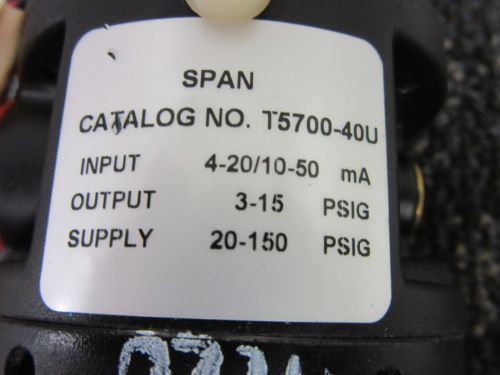 SPAN
CATALOG NO. T5700-40U
INPUT 4-20/10-50 mA
OUTPUT 3-15 PSIG
SUPPLY 20-150 PSIG